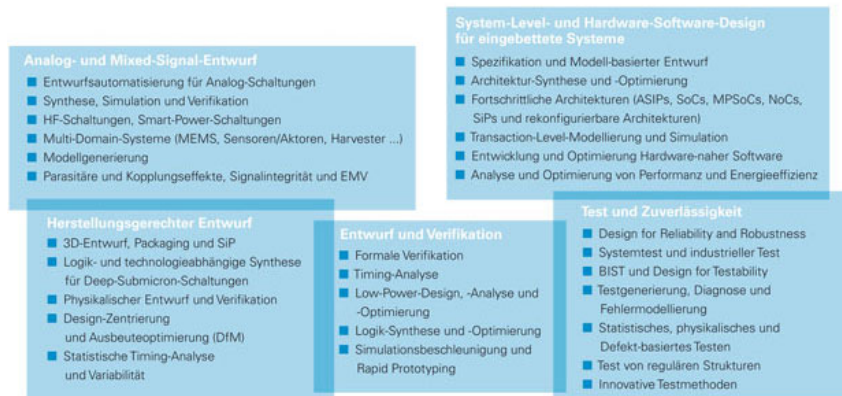 Analog- und Mixed-Signal-Entwurf
Entwurfsautomatisierung für Analog-Schaltungen
Synthese, Simulation und Verifikation
HF-Schaltungen, Smart-Power-Schaltungen
Multi-Domain-Systeme (MEMS, Sensoren/Aktoren, Harvester ...)
Modellgenerierung
Parasitäre und Kopplungseffekte, Signalintegrität und EMV
System-Level- und Hardware-Software-Design
für eingebettete Systeme
Spezifikation und Modell-basierter Entwurf
Architektur-Synthese und -Optimierung
Fortschrittliche Architekturen (ASIPs, SoCs, MPSoCs, NoCs,
SiPs und rekonfigurierbare Architekturen)
Transaction-Level-Modellierung und Simulation
Entwicklung und Optimierung Hardware-naher Software
Analyse und Optimierung von Performanz und Energieeffizienz
Herstellungsgerechter Entwurf
3D-Entwurf, Packaging und SiP
Logik- und technologieabhängige Synthese
für Deep-Submicron-Schaltungen
Physikalischer Entwurf und Verifikation
Design-Zentrierung
und Ausbeuteoptimierung (DfM)
Statistische Timing-Analyse
und Variabilität
Entwurf und Verifikation
Formale Verifikation
Timing-Analyse
Low-Power-Design, -Analyse und
-Optimierung
Logik-Synthese und -Optimierung
Simulationsbeschleunigung und
Rapid Prototyping
Test und Zuverlässigkeit
Design for Reliability and Robustness
Systemtest und industrieller Test
BIST und Design for Testability
Testgenerierung, Diagnose und
Fehlermodellierung
Statistisches, physikalisches und
Defekt-basiertes Testen
Test von regulären Strukturen
Innovative Testmethoden